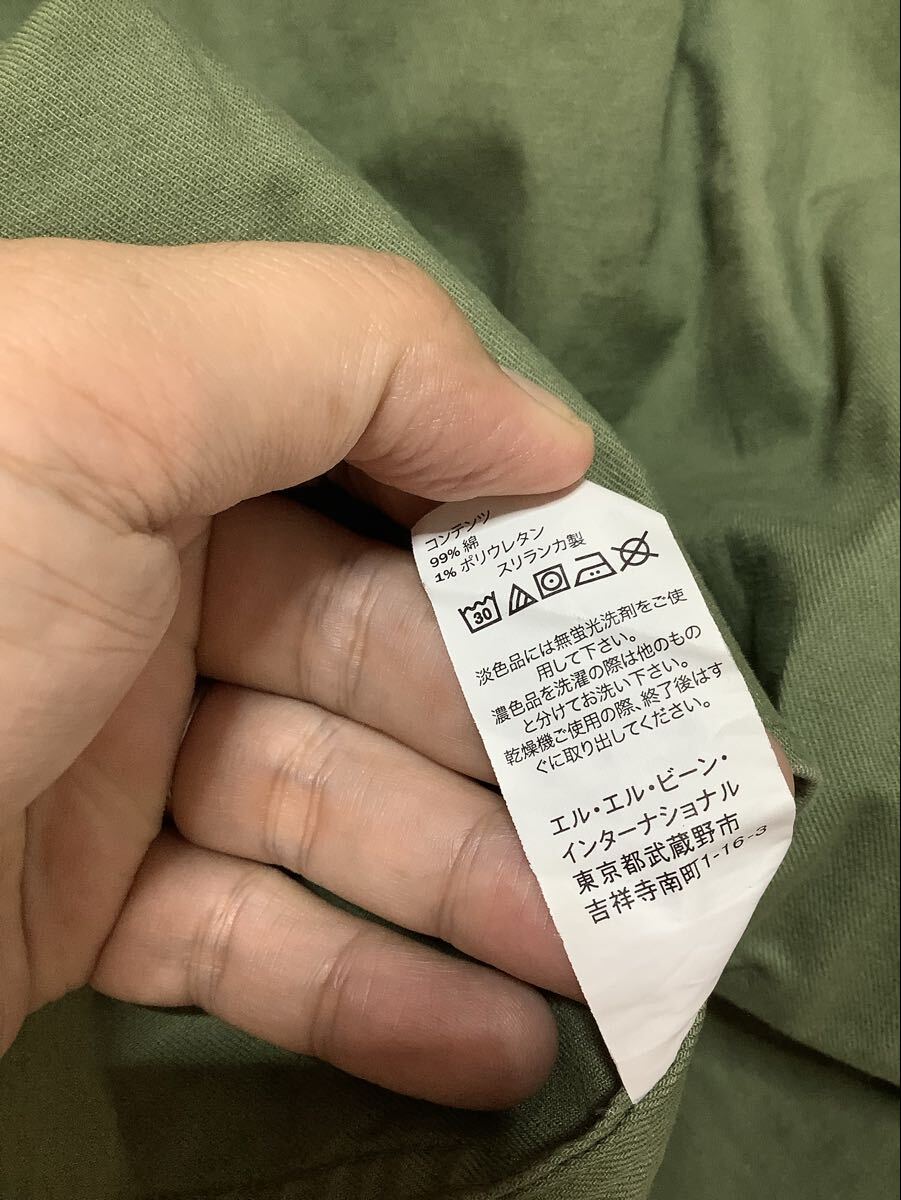 コンテンツ
99% 綿
1% ポリウレタン
スリランカ製
30
淡色品には無蛍光洗剤をご使
用して下さい。
濃色品を洗濯の際は他のもの
と分けてお洗い下さい。
乾燥機ご使用の際、終了後はす
ぐに取り出してください。
エル・エル・ビーン・
インターナショナル
東京都武蔵野市
吉祥寺南町1-16-3